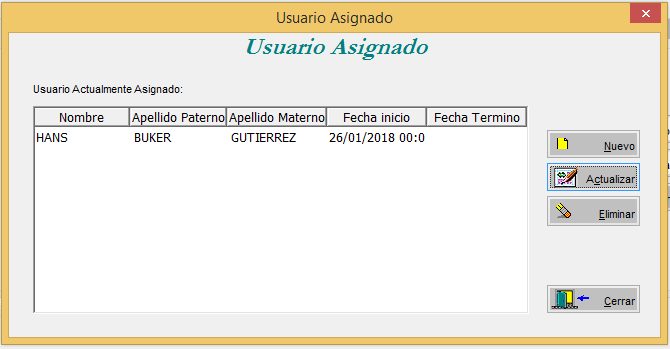 Usuario Asignado
Usuario Asignado
Usuario Actualmente Asignado:
Nombre Apellido Paterno Apellido Materno Fecha inicio Fecha Termino
HANS BUKER GUTIERREZ 26/01/2018 00:0
Nuevo
Actualizar
Eliminar
Cerrar